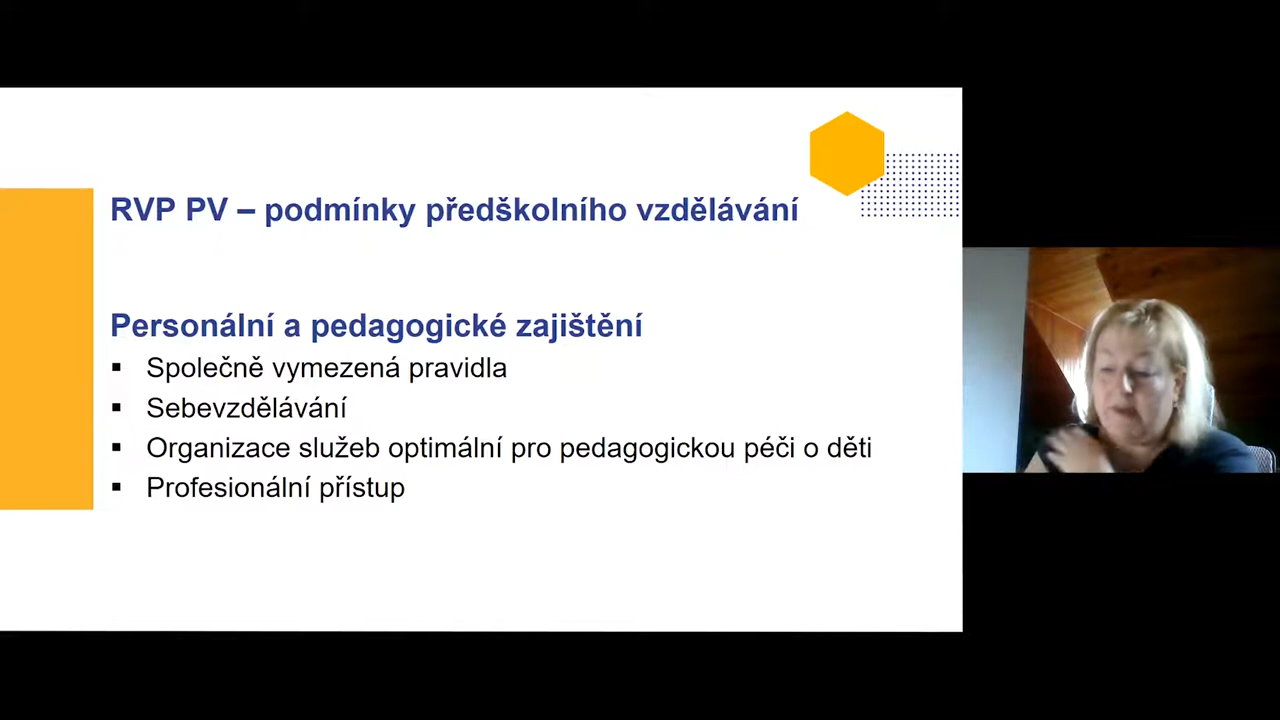 RVP PV – podmínky předškolního vzdělávání
Personální a pedagogické zajištění
▪ Společně vymezená pravidla
▪ Sebevzdělávání
▪ Organizace služeb optimální pro pedagogickou péči o děti
▪ Profesionální přístup